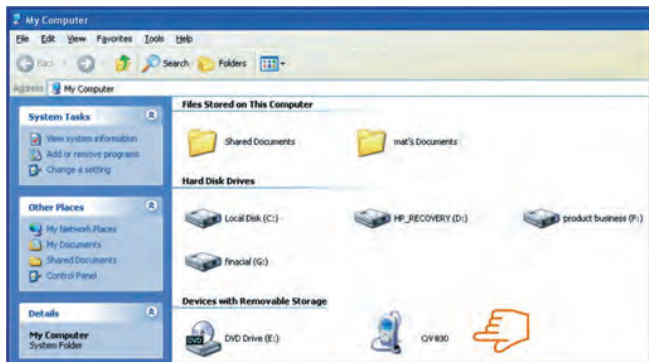 My Computer
File Edit View Favorites Tools Help
Back Search Folders
Address My Computer
System Tasks
View system information
Add or remove programs
Change a setting
Other Places
My Network Places
My Documents
Shared Documents
Control Panel
Details
My Computer
System Folder
Files Stored on This Computer
Shared Documents mat's Documents
Hard Disk Drives
Local Disk (C:) HP_RECOVERY (D:) product business (F:)
finacial (G:)
Devices with Removable Storage
DVD Drive (E:) QV830
DVD